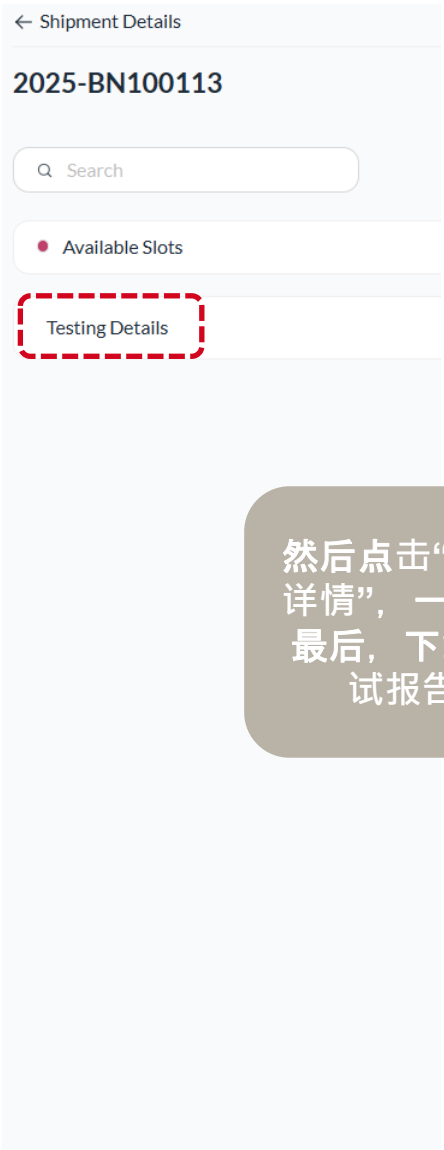 ← Shipment Details
2025-BN100113
Search
Available Slots
Testing Details
然后点击“
详情”，一
最后，下
试报告